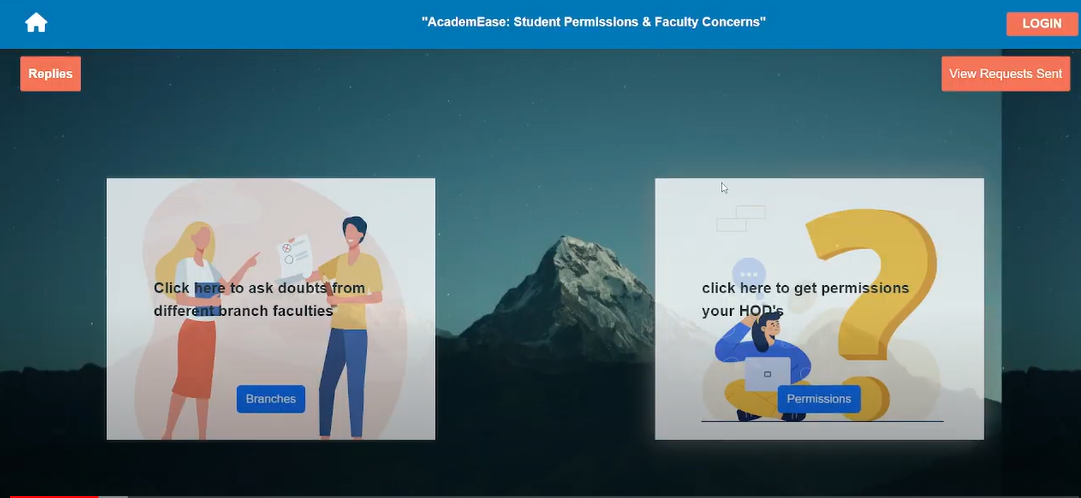 "AcademEase: Student Permissions & Faculty Concerns"
LOGIN
Replies
View Requests Sent
Click here to ask doubts from
different branch faculties
Branches
click here to get permissions
your HOD's
Permissions